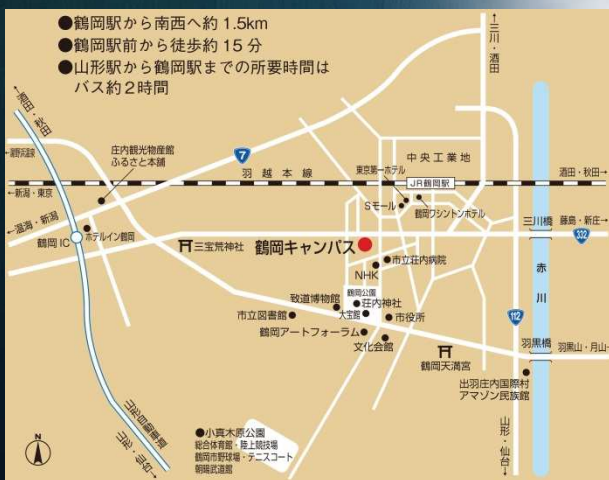 ●鶴岡駅から南西へ約1.5km
●鶴岡駅前から徒歩約15分
●山形駅から鶴岡駅までの所要時間は
バス約2時間
←酒田・秋田
三川・酒田→
庄内観光物産館
ふるさと本舗
7
羽越本線
中央工業地
東京第一ホテル
JR鶴岡駅
酒田・秋田→
←新潟・東京
Sモール
鶴岡ワシントンホテル
←温海・新潟
三川橋
藤島・新庄→
鶴岡IC
ホテルイン鶴岡
三宝荒神社
鶴岡キャンパス
332
市立荘内病院
NHK
赤川
鶴岡公園
致道博物館
荘内神社
大宝館
市立図書館
市役所
112
鶴岡アートフォーラム
文化会館
羽黒橋
羽黒山・月山→
鶴岡天満宮
出羽庄内国際村
アマゾン民族館
山形自動車道
山形・仙台→
山形・仙台→
●小真木原公園
総合体育館・陸上競技場
鶴岡市野球場・テニスコート
朝暘武道館
N